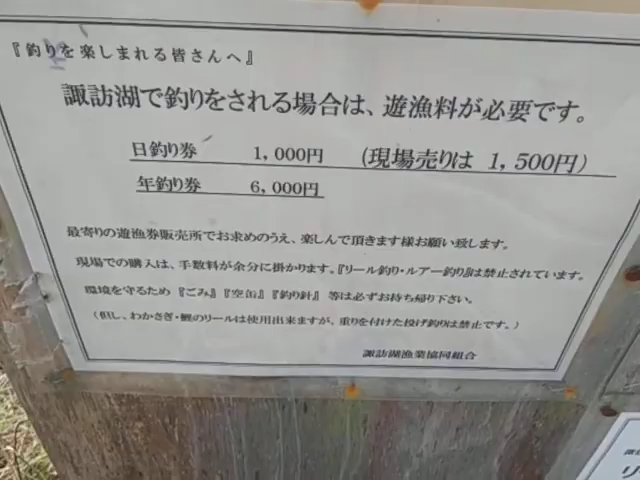 『釣りを楽しまれる皆さんへ』
諏訪湖で釣りをされる場合は、遊漁料が必要です。
日釣り券 1,000円 (現場売りは 1,500円)
年釣り券 6,000円
最寄りの遊漁券販売所でお求めのうえ、楽しんで頂きます様お願い致します。
現場での購入は、手数料が余分に掛かります。『リール釣り・ルアー釣り』は禁止されています。
環境を守るため『ごみ』『空缶』『釣り針』等は必ずお持ち帰り下さい。
(但し、わかさぎ・鯉のリールは使用出来ますが、重りを付けた投げ釣りは禁止です。)
諏訪湖漁業協同組合